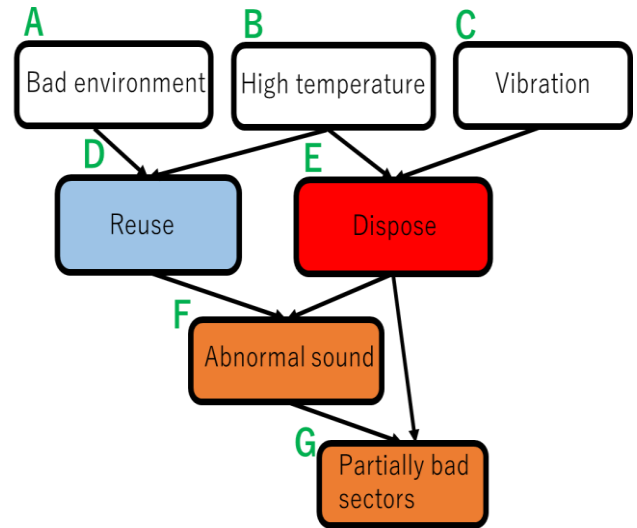 A
B
C
Bad environment
High temperature
Vibration
D
E
Reuse
Dispose
F
Abnormal sound
G
Partially bad
sectors